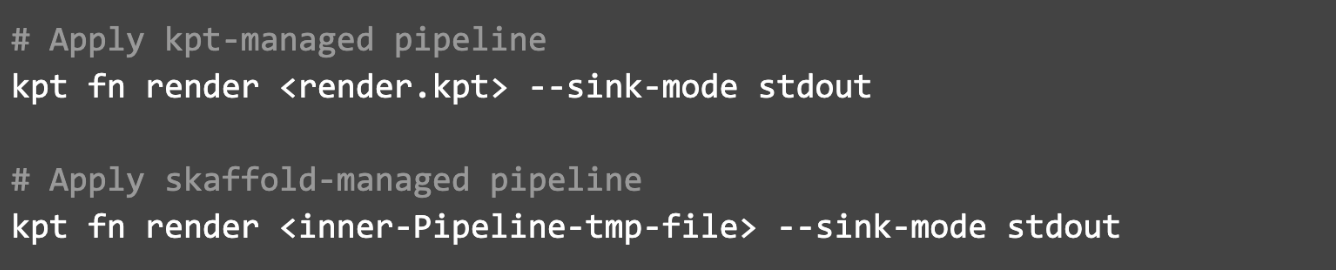 # Apply kpt-managed pipeline
kpt fn render <render.kpt> --sink-mode stdout
# Apply skaffold-managed pipeline
kpt fn render <inner-Pipeline-tmp-file> --sink-mode stdout